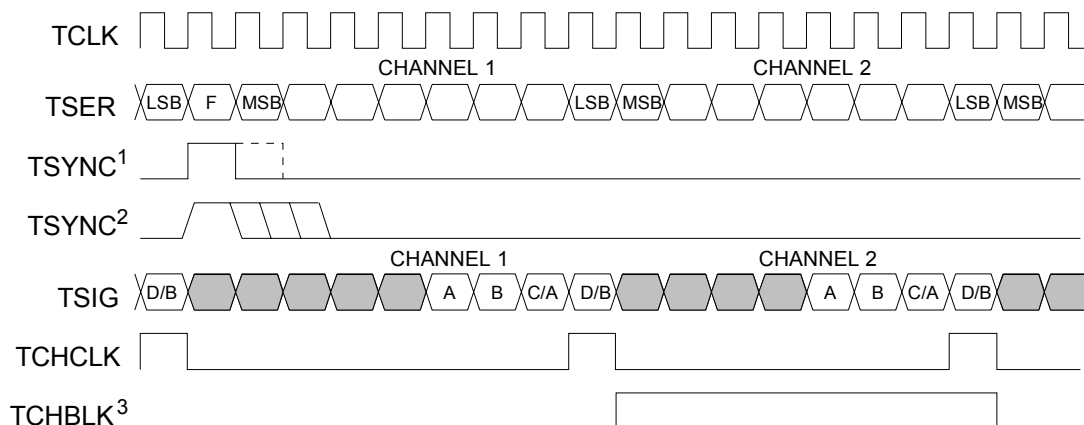 TCLK
CHANNEL 1 CHANNEL 2
TSER LSB F MSB LSB MSB LSB MSB
TSYNC1
TSYNC2
CHANNEL 1 CHANNEL 2
TSIG D/B A B C/A D/B A B C/A D/B
TCHCLK
TCHBLK3